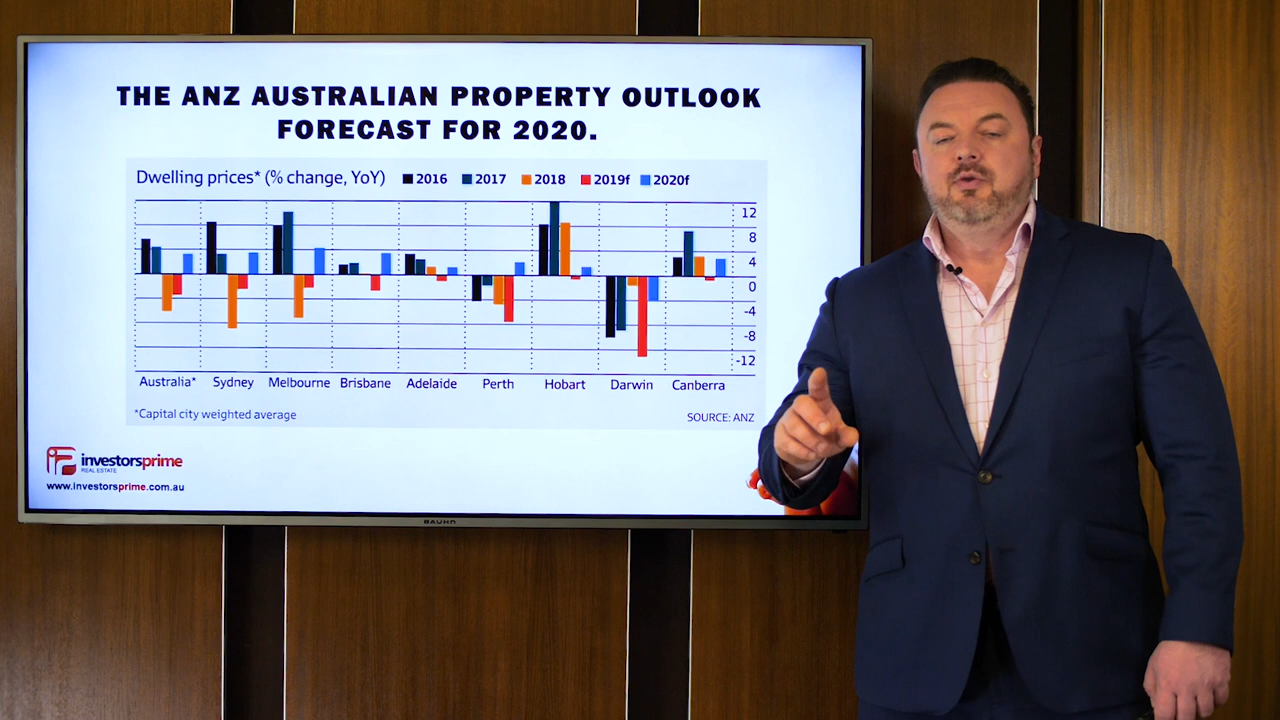 THE ANZ AUSTRALIAN PROPERTY OUTLOOK
FORECAST FOR 2020.
Dwelling prices* (% change, YoY) 2016 2017 2018 2019f 2020f
12
8
4
0
-4
-8
-12
Australia* Sydney Melbourne Brisbane Adelaide Perth Hobart Darwin Canberra
*Capital city weighted average SOURCE: ANZ
investorsprime
REAL ESTATE
www.investorsprime.com.au
BAUHN